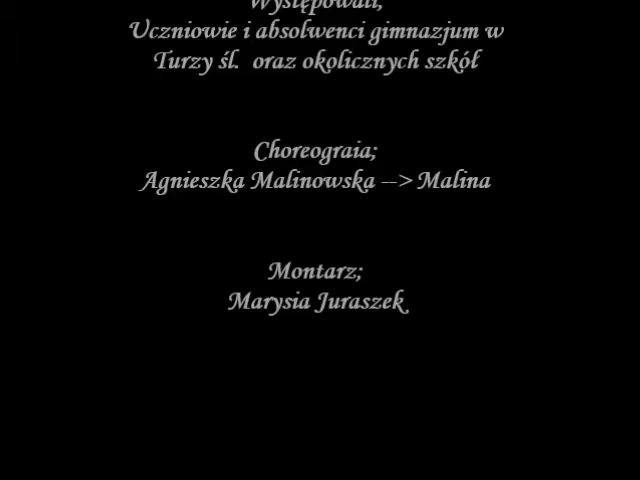 Występowali;
Uczniowie i absolwenci gimnazjum w
Turzy śl. oraz okolicznych szkół
Choreograia;
Agnieszka Malinowska --> Malina
Montarz;
Marysia Juraszek